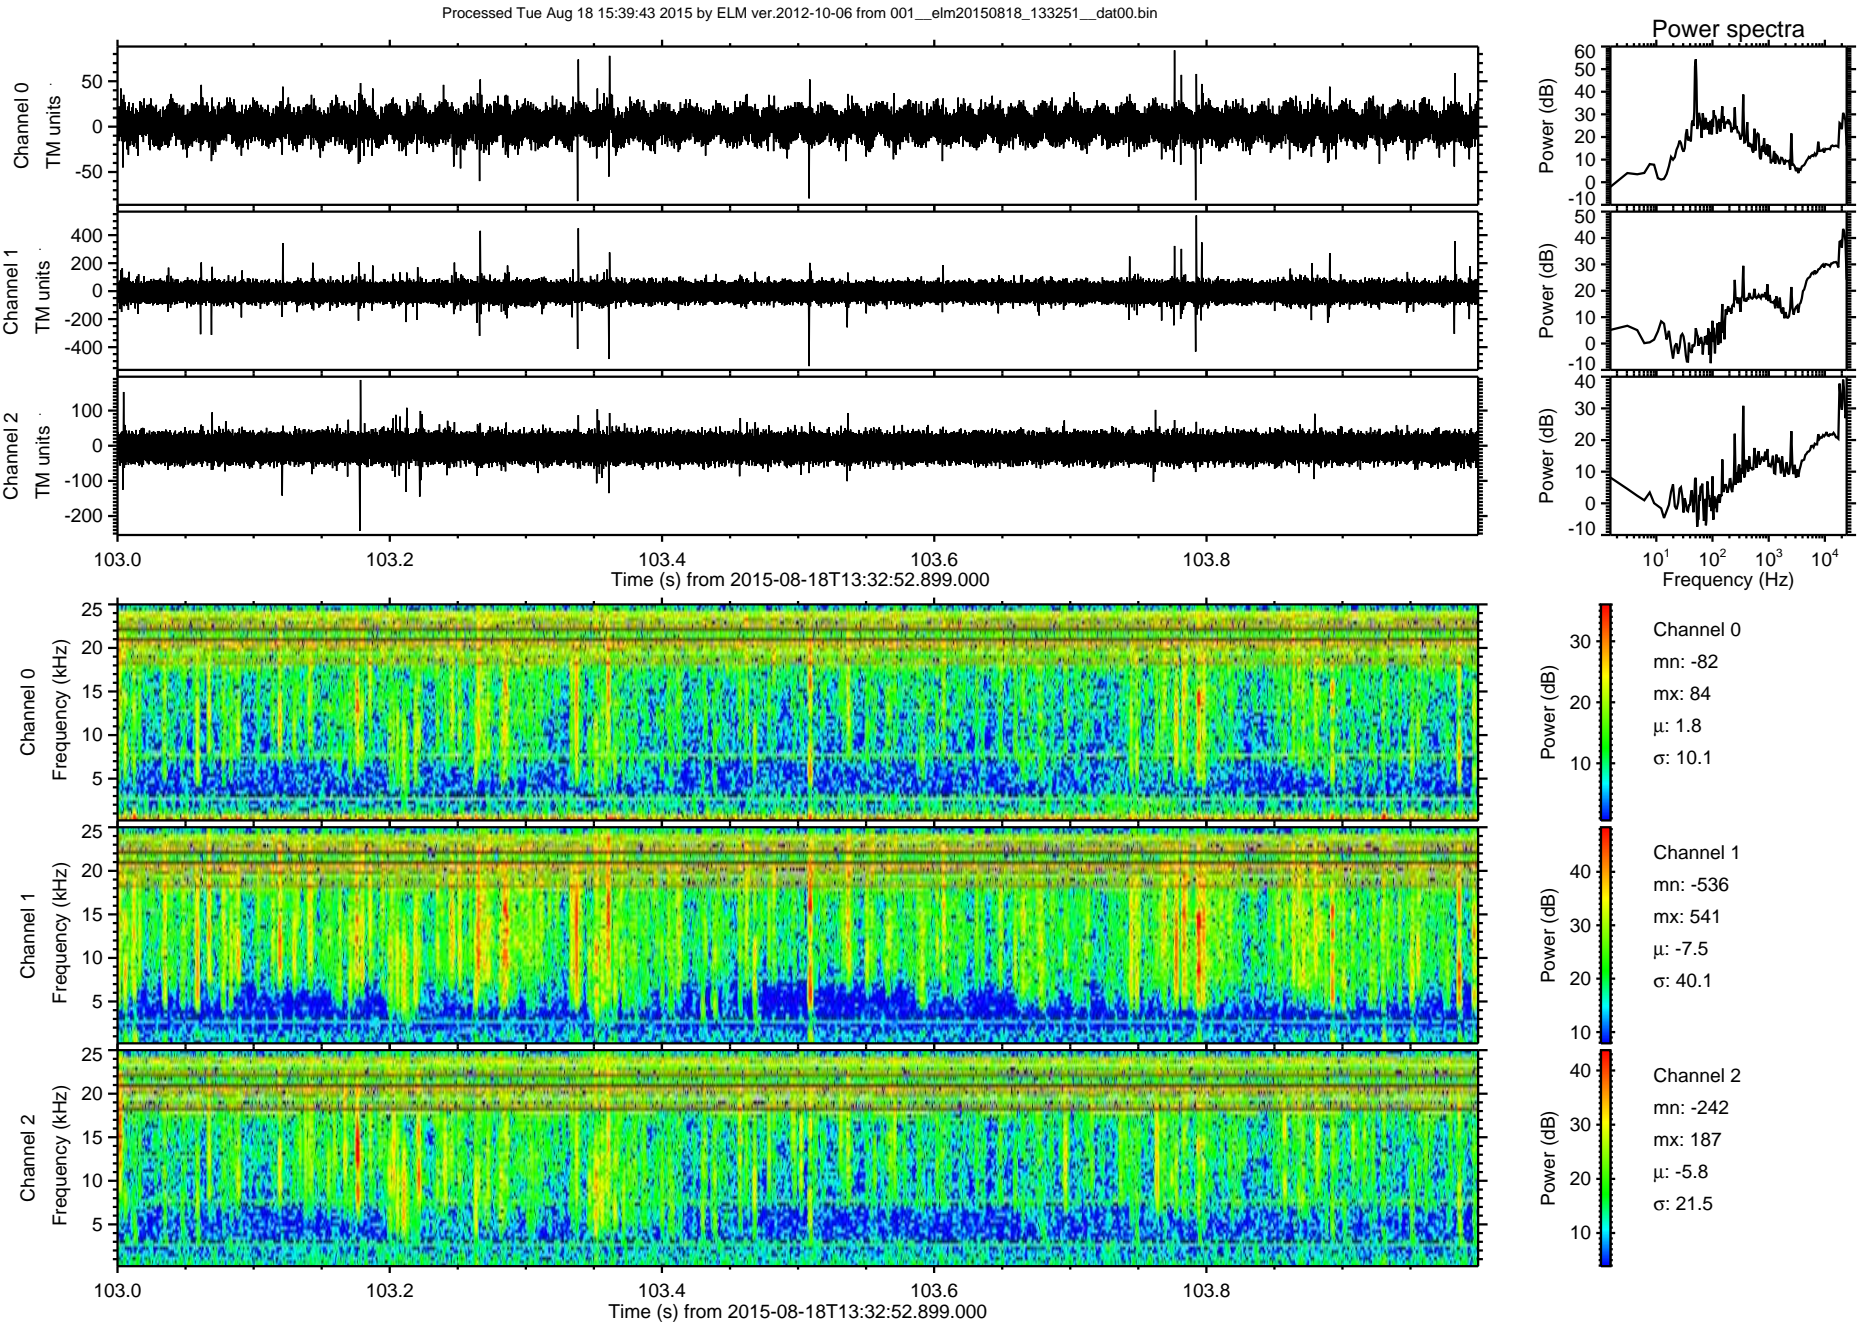 Processed Tue Aug 18 15:39:43 2015 by ELM ver.2012-10-06 from 001__elm20150818_133251__dat00.bin
Power spectra
Channel 0
TM units
50
0
-50
Power (dB)
60
50
40
30
20
10
0
-10
Channel 1
TM units
400
200
0
-200
-400
Power (dB)
50
40
30
20
10
0
-10
Channel 2
TM units
100
0
-100
-200
Power (dB)
40
30
20
10
0
-10
103.0
103.2
103.4
103.6
103.8
Time (s) from 2015-08-18T13:32:52.899.000
10¹
10²
10³
10⁴
Frequency (Hz)
Channel 0
Frequency (kHz)
25
20
15
10
5
Power (dB)
30
20
10
Channel 0
mn: -82
mx: 84
μ: 1.8
σ: 10.1
Channel 1
Frequency (kHz)
25
20
15
10
5
Power (dB)
40
30
20
10
Channel 1
mn: -536
mx: 541
μ: -7.5
σ: 40.1
Channel 2
Frequency (kHz)
25
20
15
10
5
Power (dB)
40
30
20
10
Channel 2
mn: -242
mx: 187
μ: -5.8
σ: 21.5
103.0
103.2
103.4
103.6
103.8
Time (s) from 2015-08-18T13:32:52.899.000